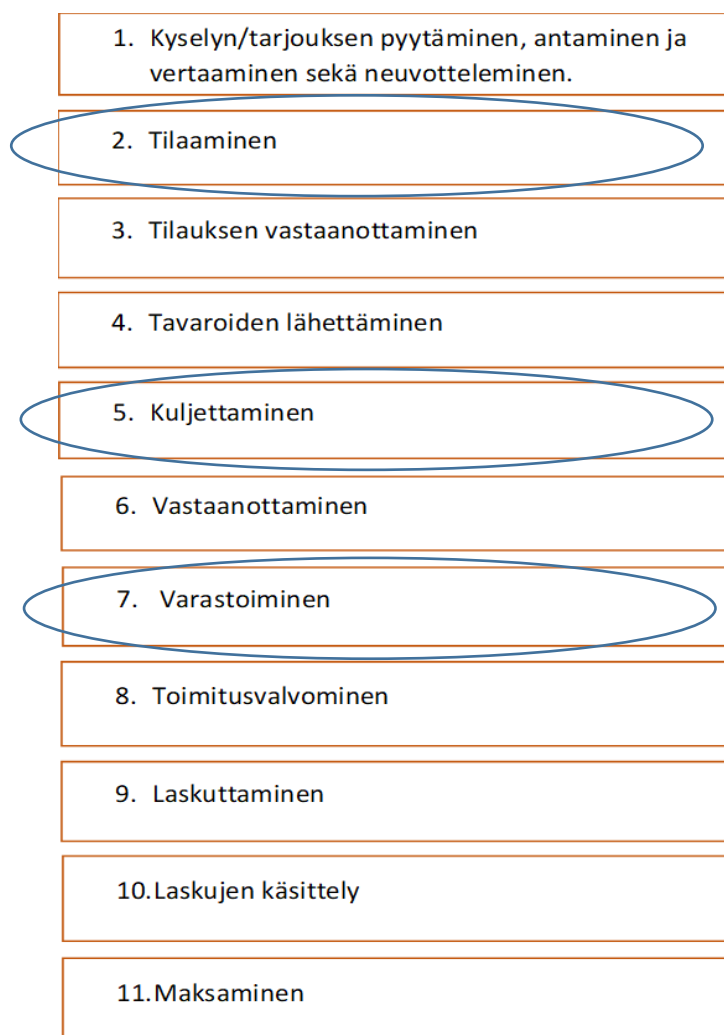 1. Kyselyn/tarjouksen pyytäminen, antaminen ja
vertaaminen sekä neuvotteleminen.
2. Tilaaminen
3. Tilauksen vastaanottaminen
4. Tavaroiden lähettäminen
5. Kuljettaminen
6. Vastaanottaminen
7. Varastoiminen
8. Toimitusvalvominen
9. Laskuttaminen
10.Laskujen käsittely
11.Maksaminen